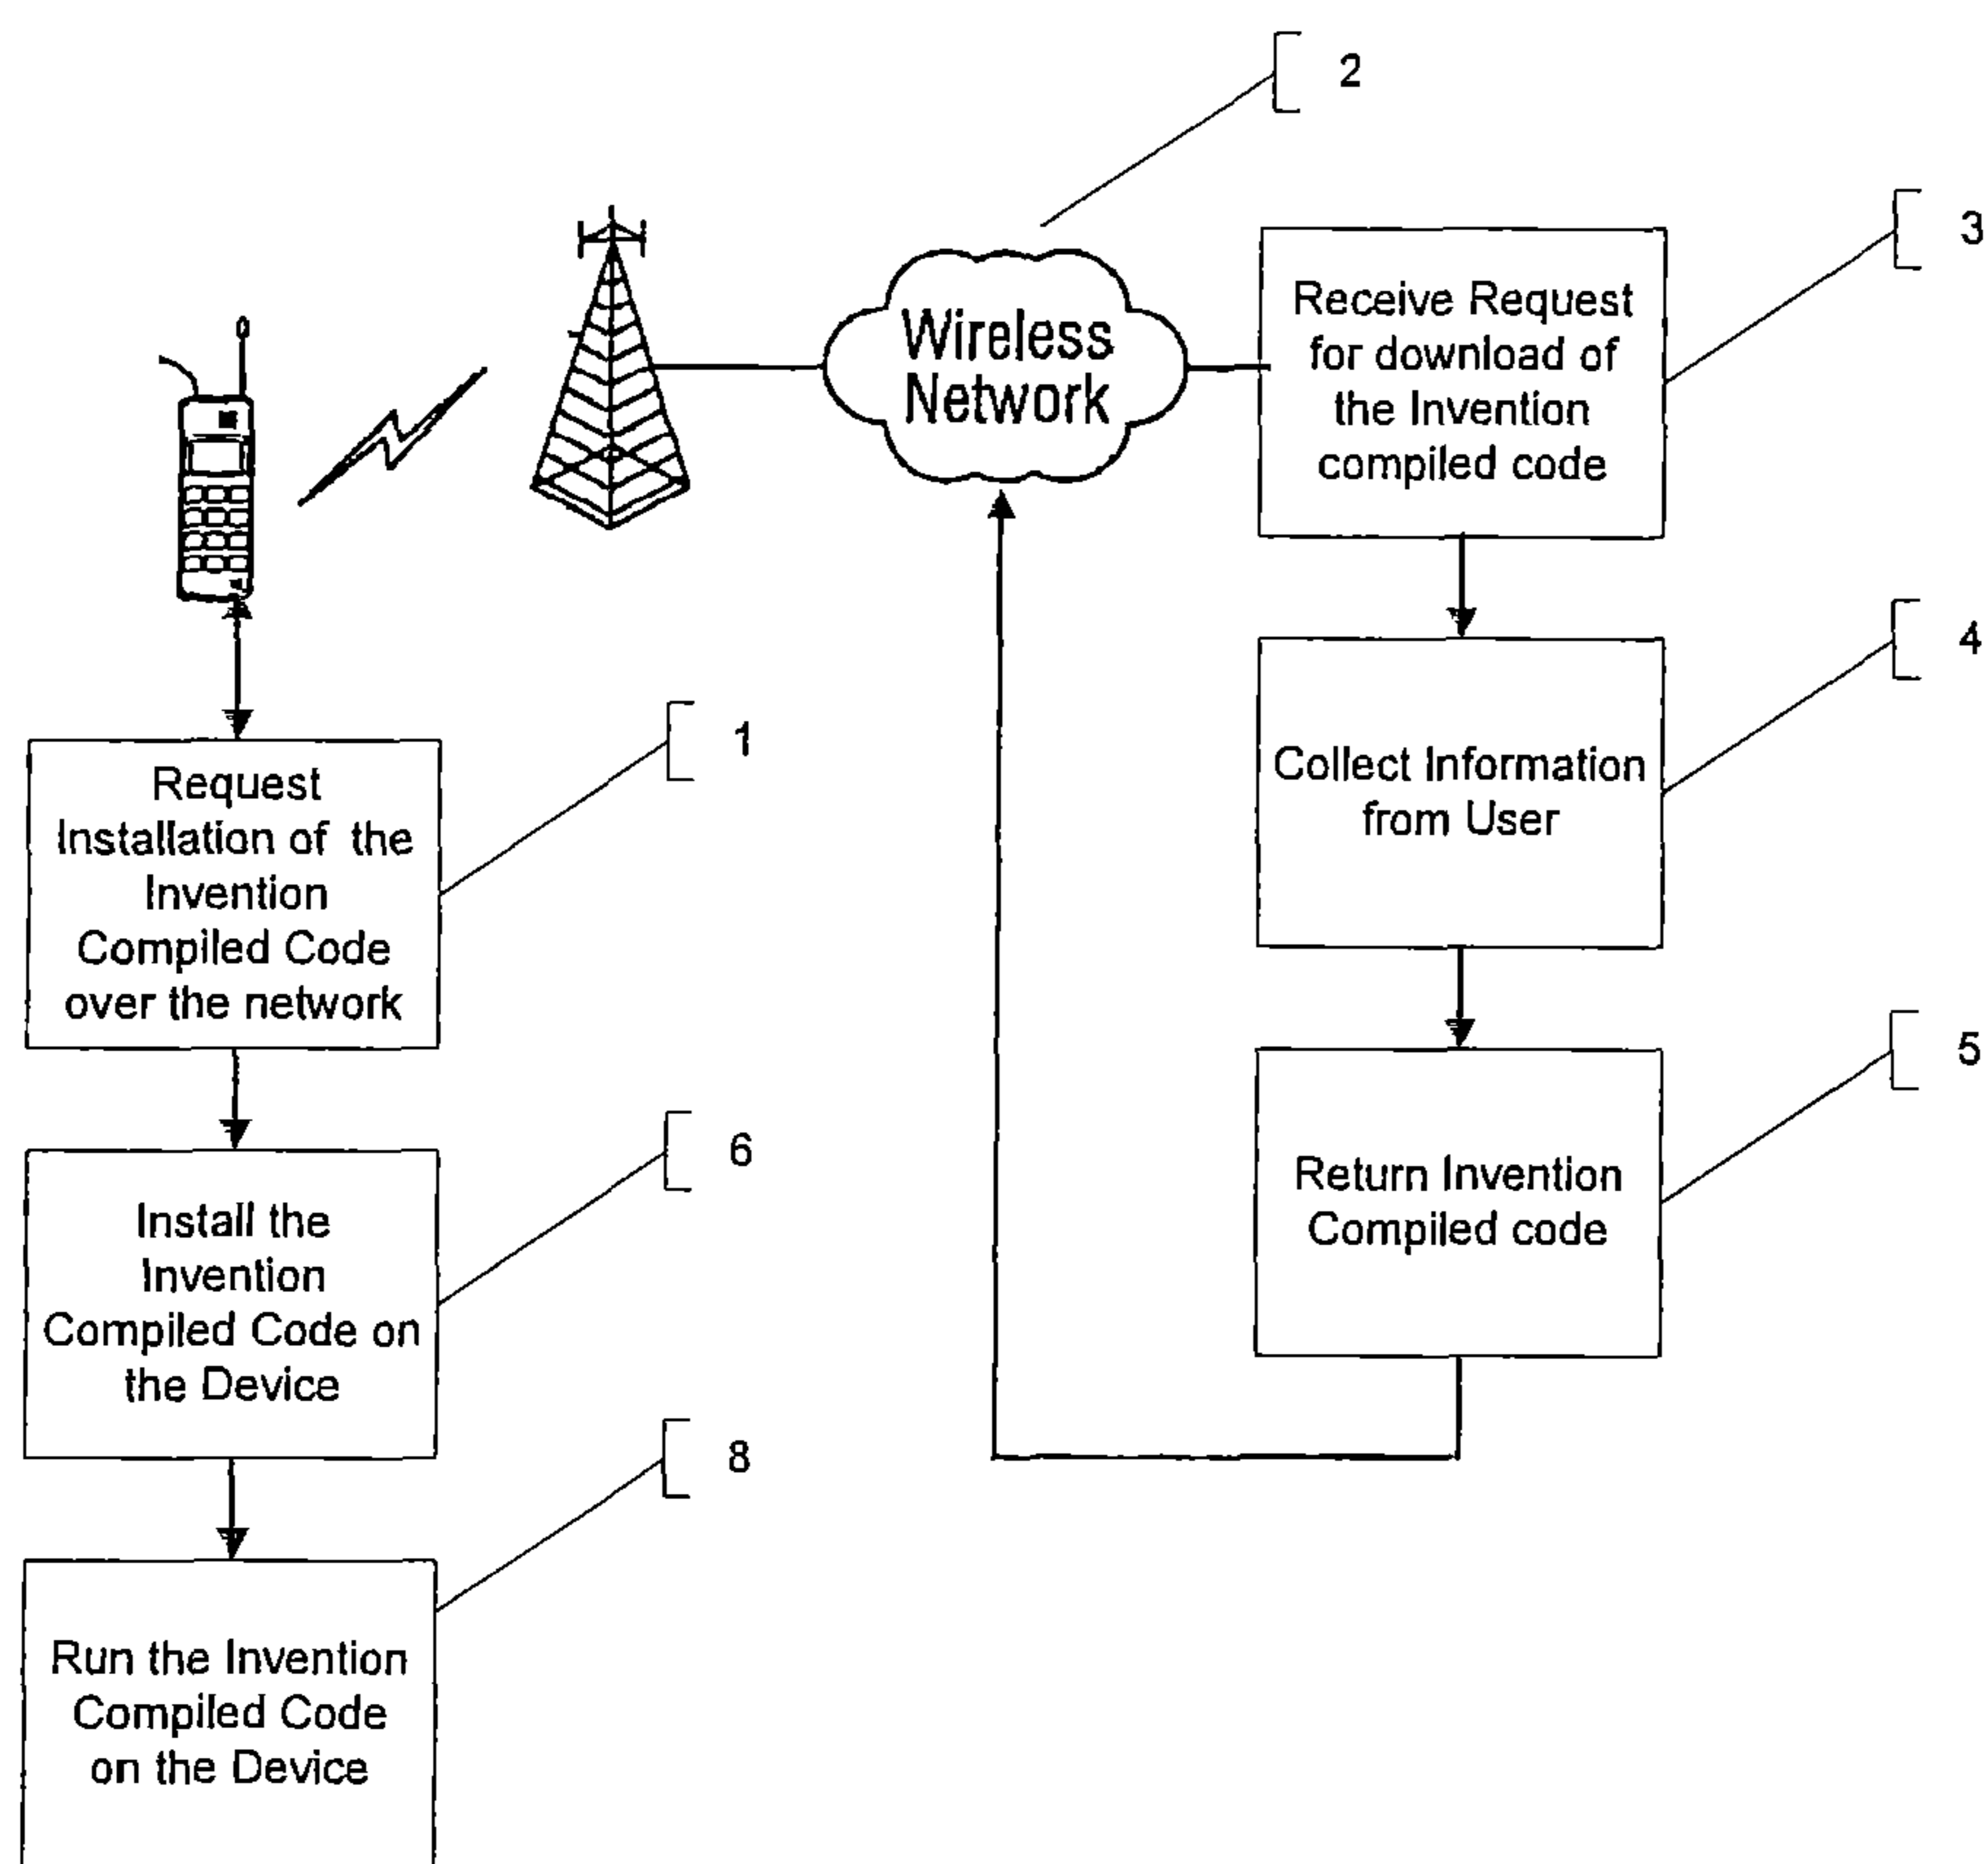 2
Wireless
Network
3
Receive Request
for download of
the Invention
compiled code
4
Collect Information
from User
1
Request
Installation of the
Invention
Compiled Code
over the network
5
Return Invention
Compiled code
6
Install the
Invention
Compiled Code on
the Device
8
Run the Invention
Compiled Code
on the Device